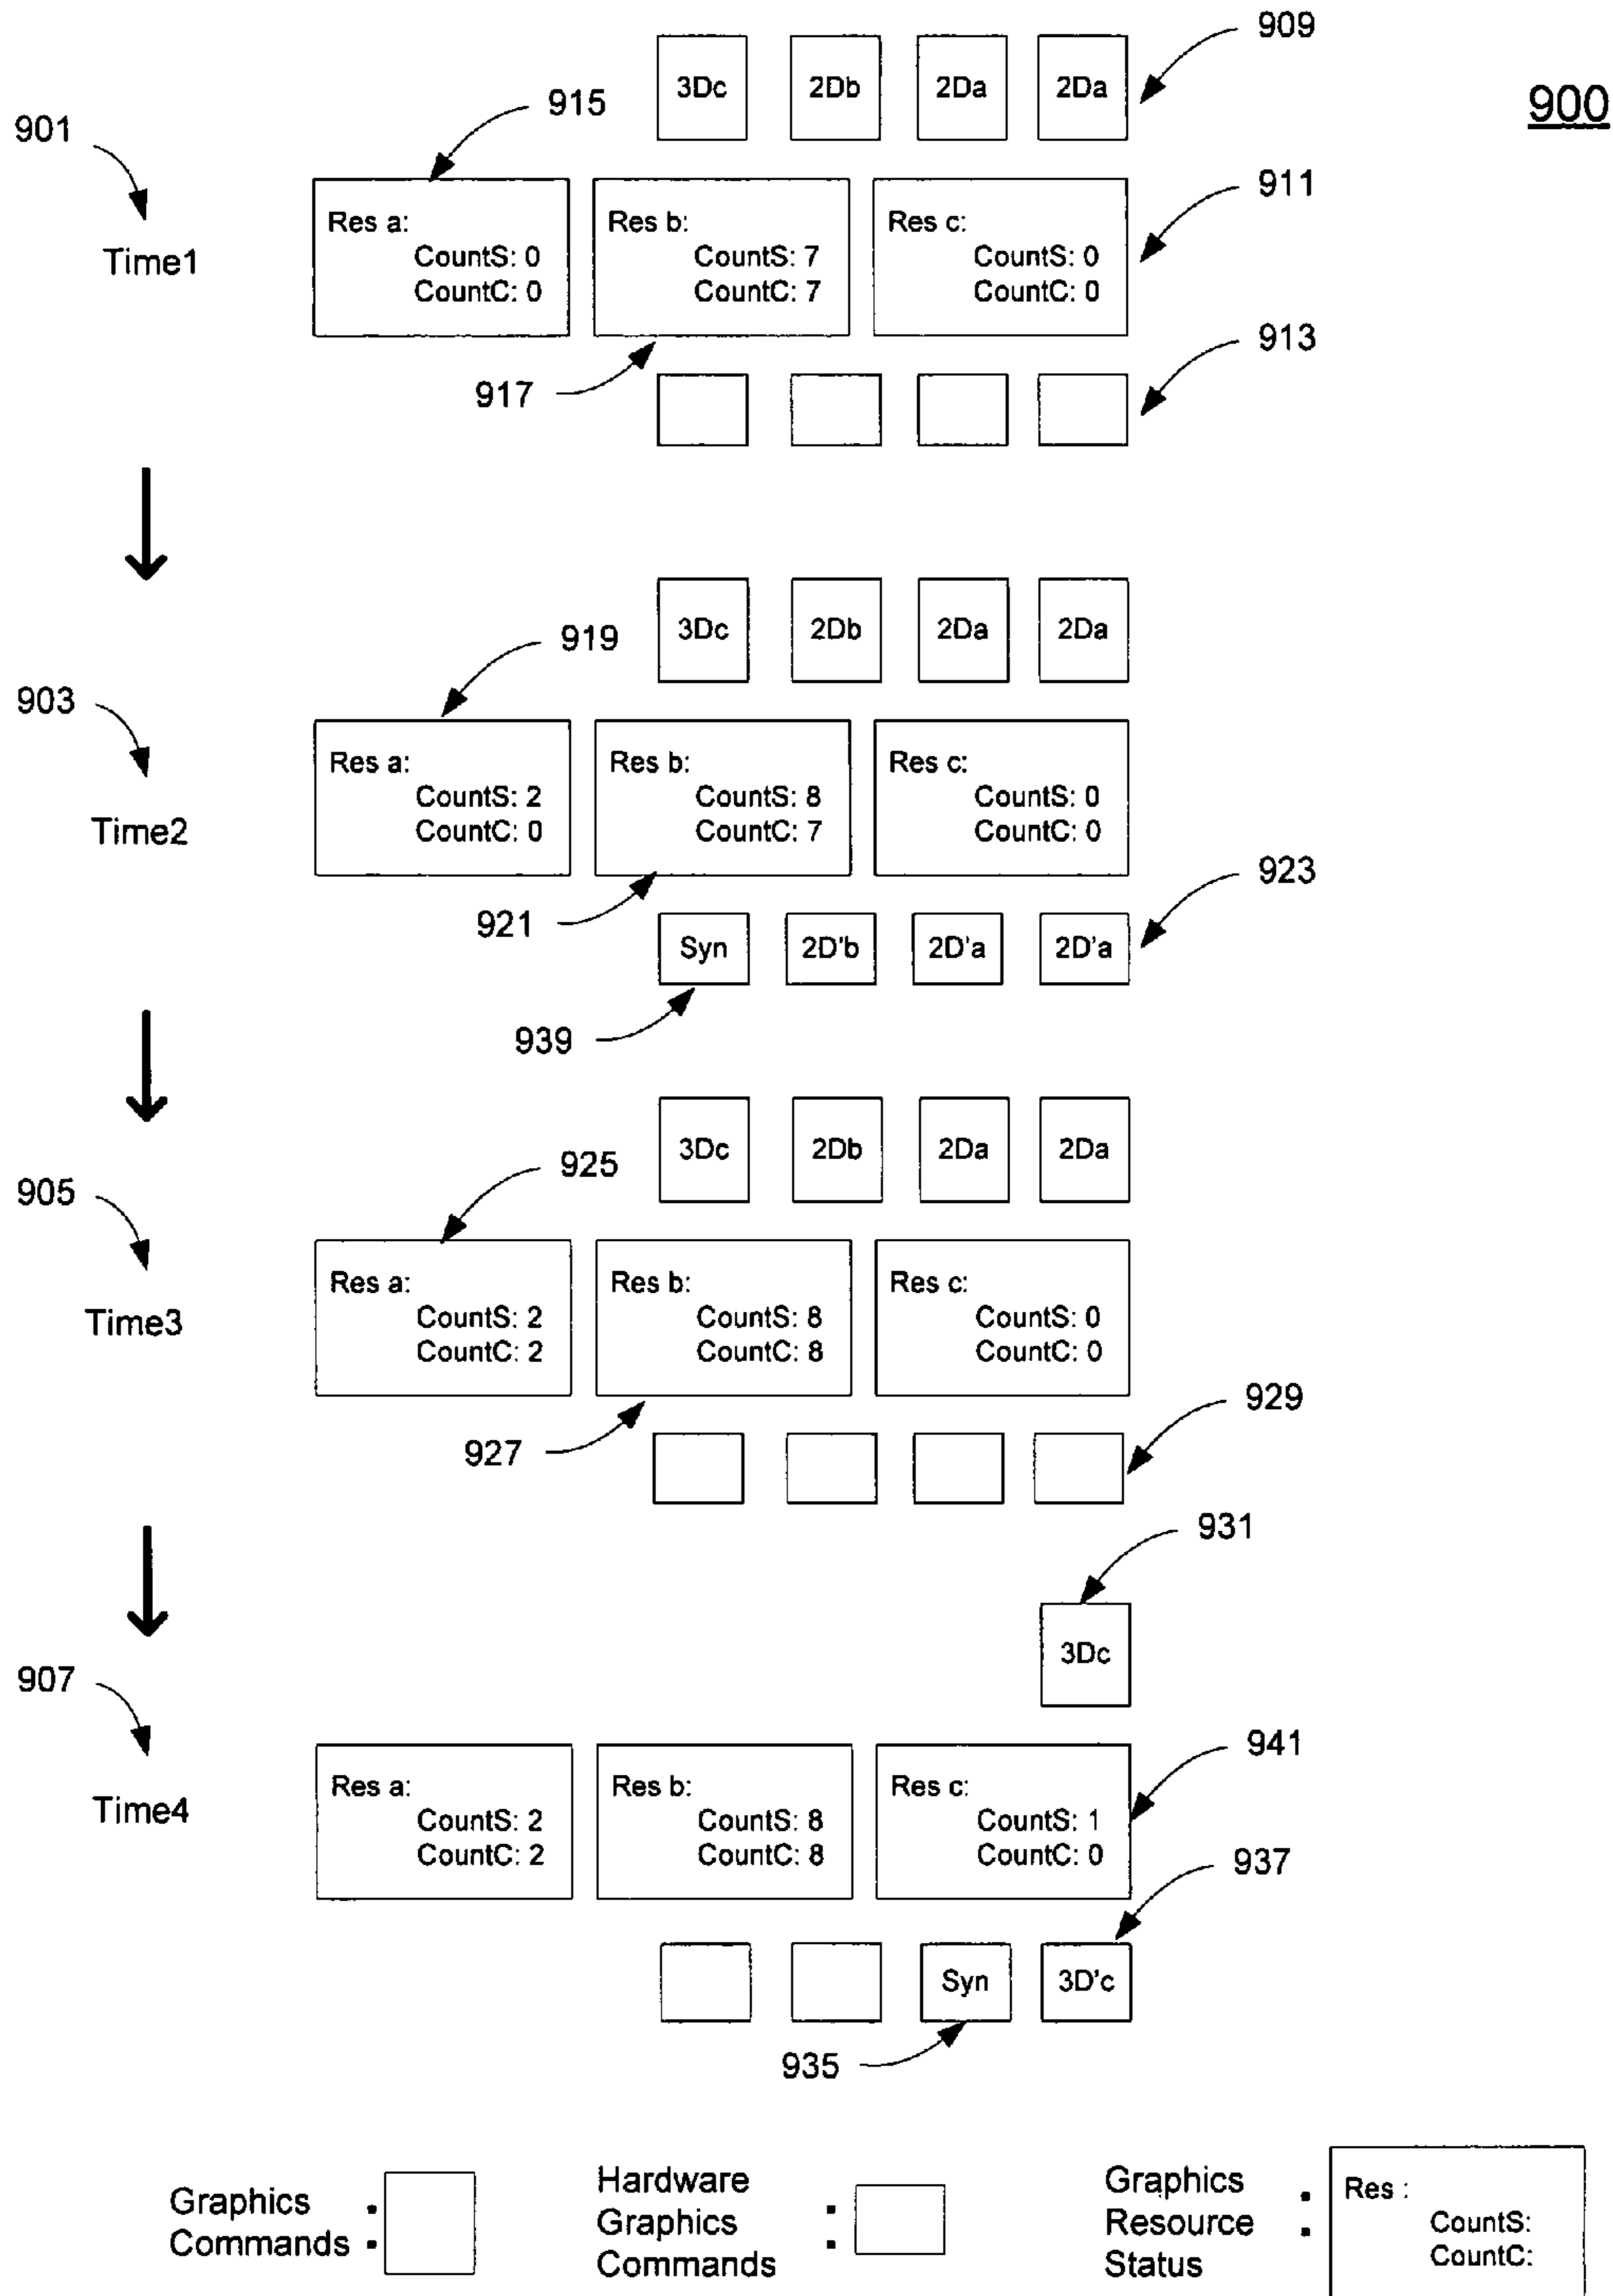 909
3Dc 2Db 2Da 2Da
900
915
901
911
Res a: Res b: Res c:
CountS: 0 CountS: 7 CountS: 0
CountC: 0 CountC: 7 CountC: 0
Time1
913
917
3Dc 2Db 2Da 2Da
919
903
Res a: Res b: Res c:
CountS: 2 CountS: 8 CountS: 0
CountC: 0 CountC: 7 CountC: 0
Time2
923
921
Syn 2D'b 2D'a 2D'a
939
3Dc 2Db 2Da 2Da
925
905
Res a: Res b: Res c:
CountS: 2 CountS: 8 CountS: 0
CountC: 2 CountC: 8 CountC: 0
Time3
929
927
931
3Dc
907
941
Res a: Res b: Res c:
CountS: 2 CountS: 8 CountS: 1
CountC: 2 CountC: 8 CountC: 0
Time4
937
Syn 3D'c
935
Graphics
Commands :
Hardware
Graphics
Commands :
Graphics
Resource
Status :
Res :
CountS:
CountC: